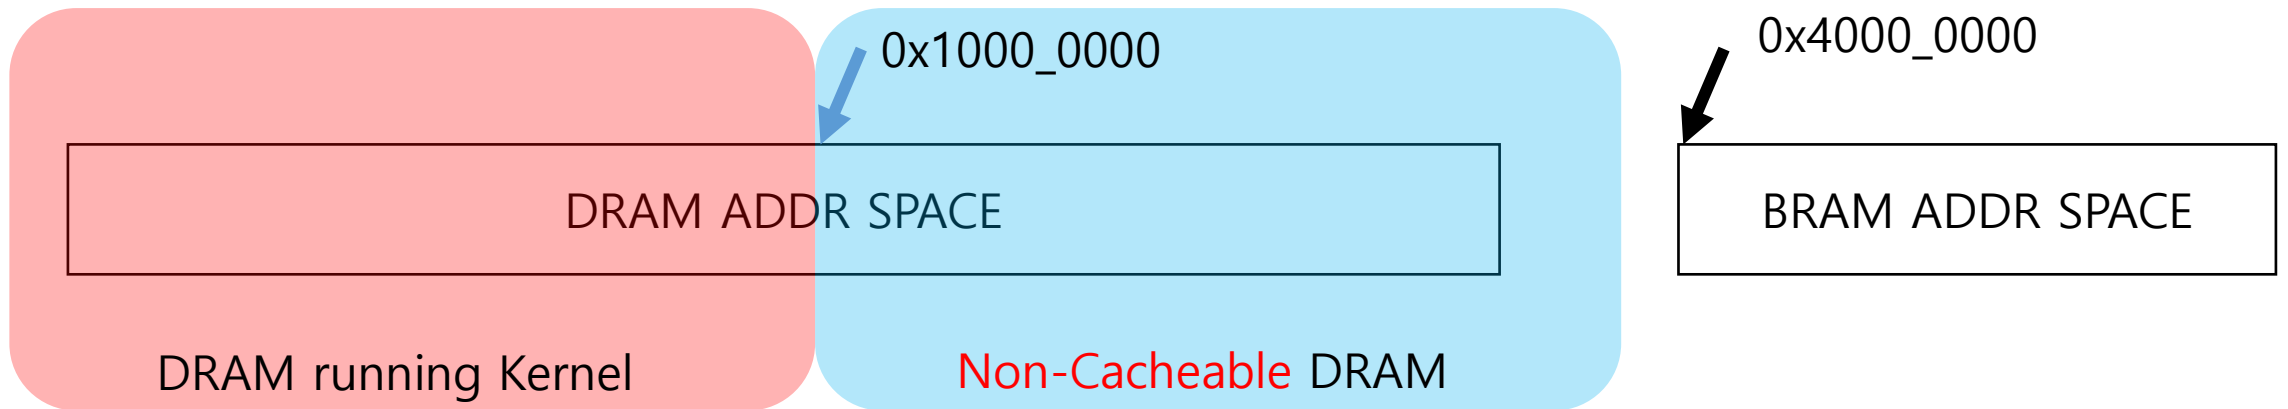 0x1000_0000
0x4000_0000
DRAM ADDR SPACE
BRAM ADDR SPACE
DRAM running Kernel
Non-Cacheable DRAM